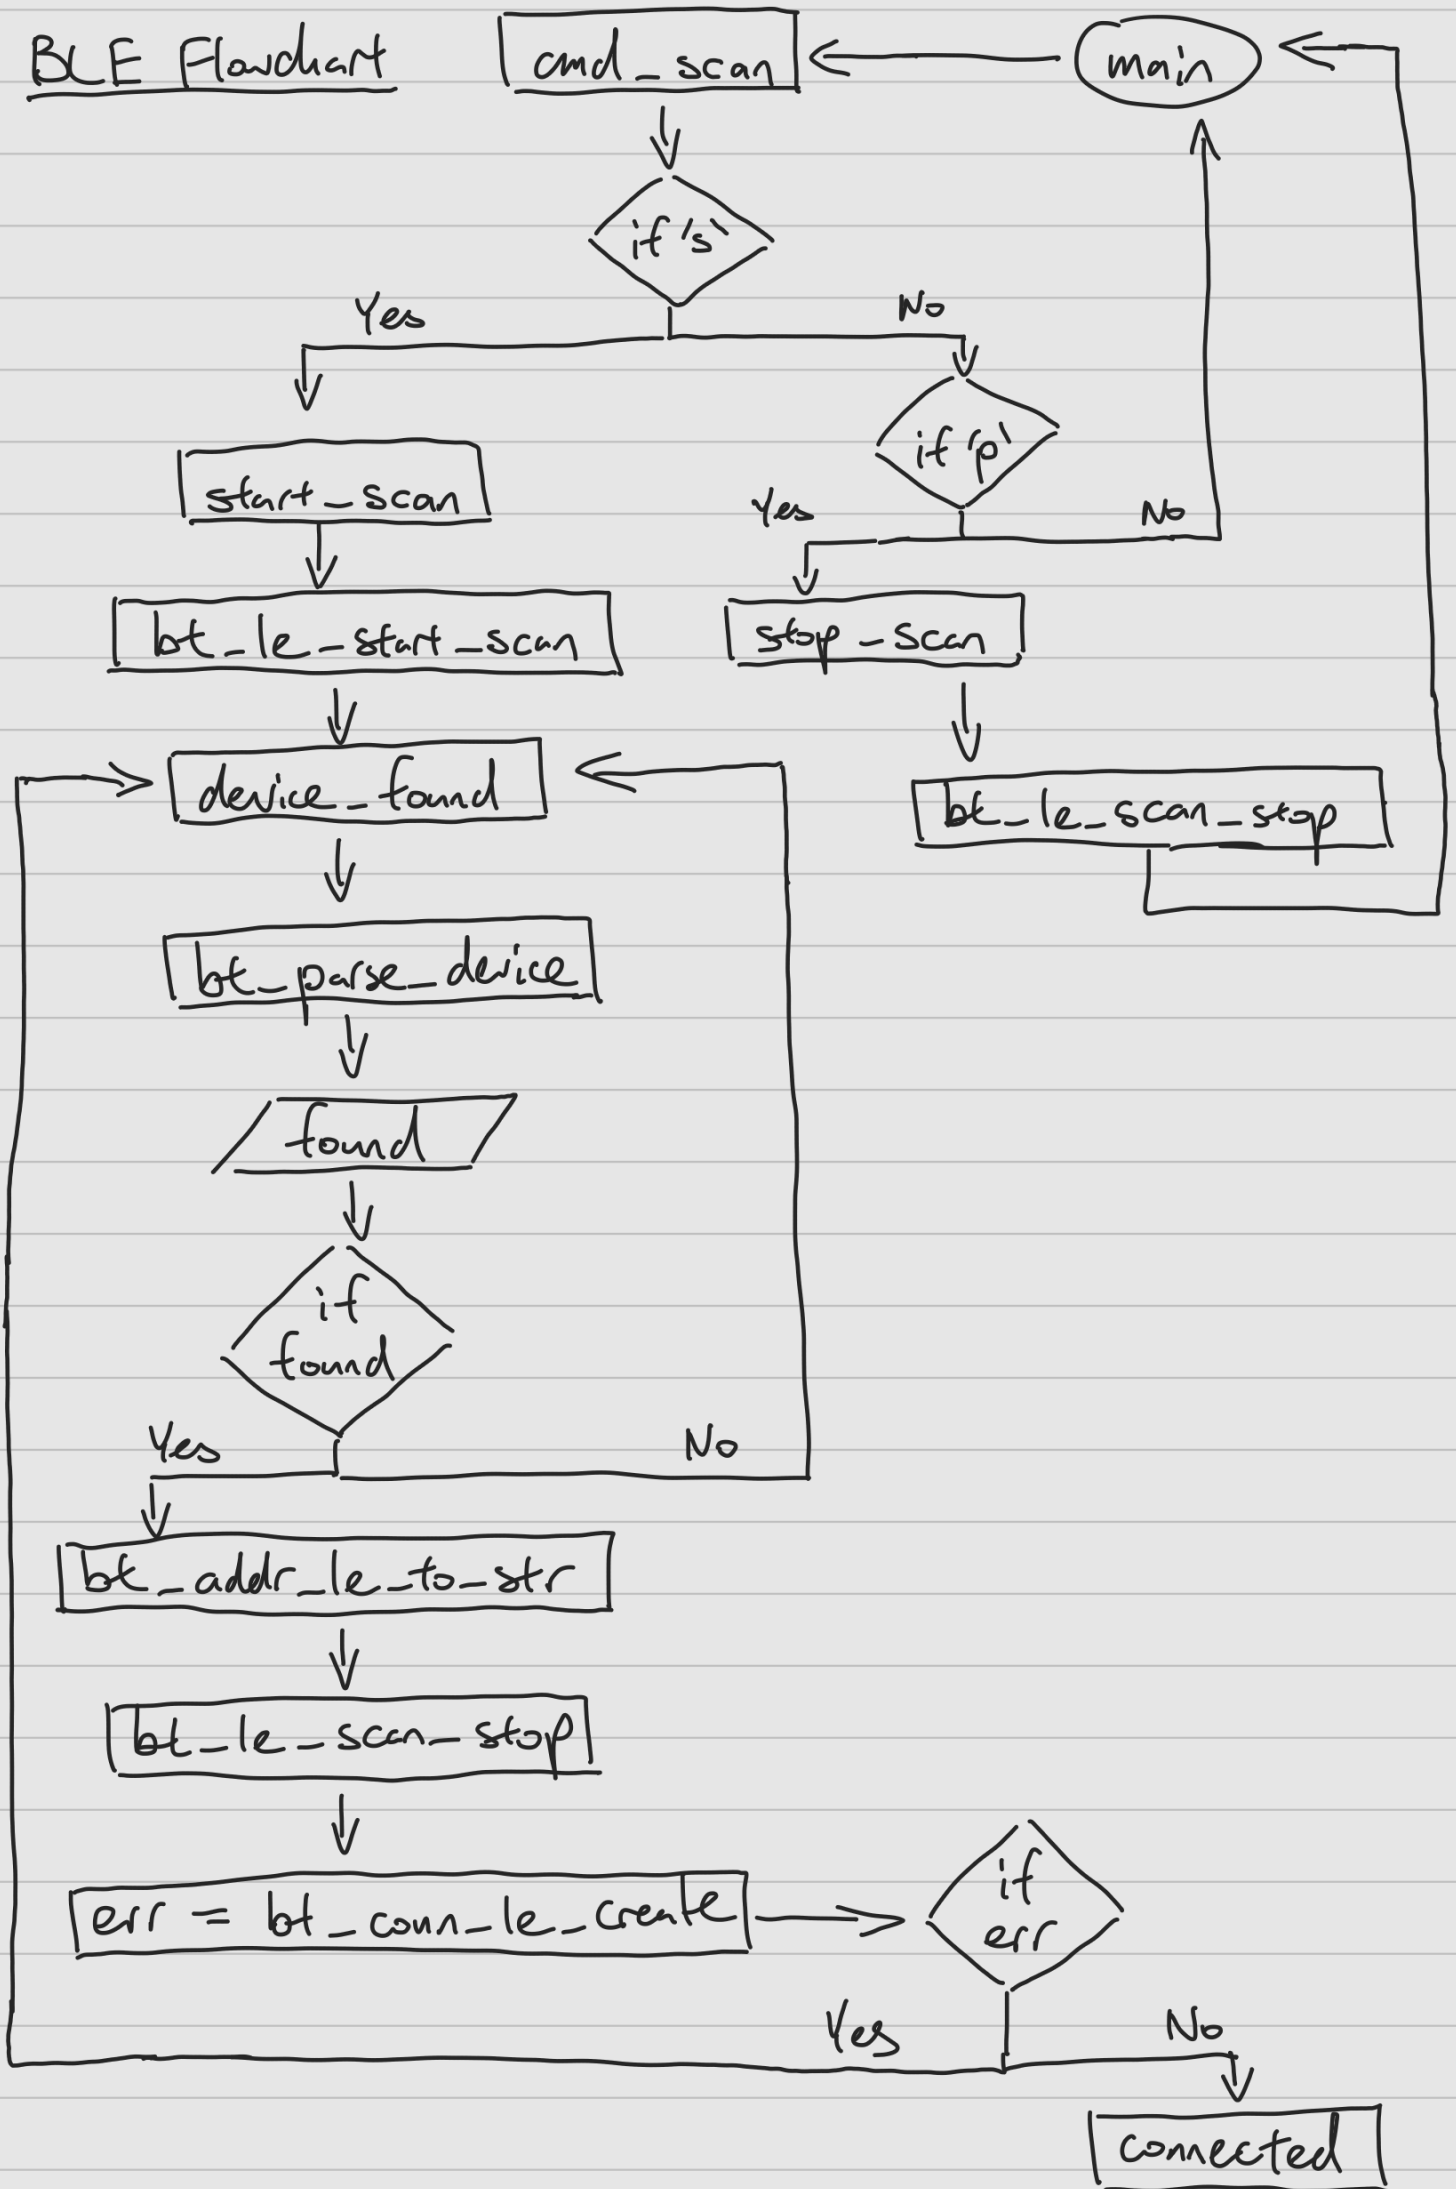 BLE Flowchart
cmd_scan
main
if 's'
Yes
No
if 'p'
start_scan
Yes
No
bt_le_start_scan
stop_scan
device_found
bt_le_scan_stop
bt_parse_device
found
if
found
Yes
No
bt_addr_le_to_str
bt_le_scan_stop
err = bt_conn_le_create
if
err
Yes
No
connected